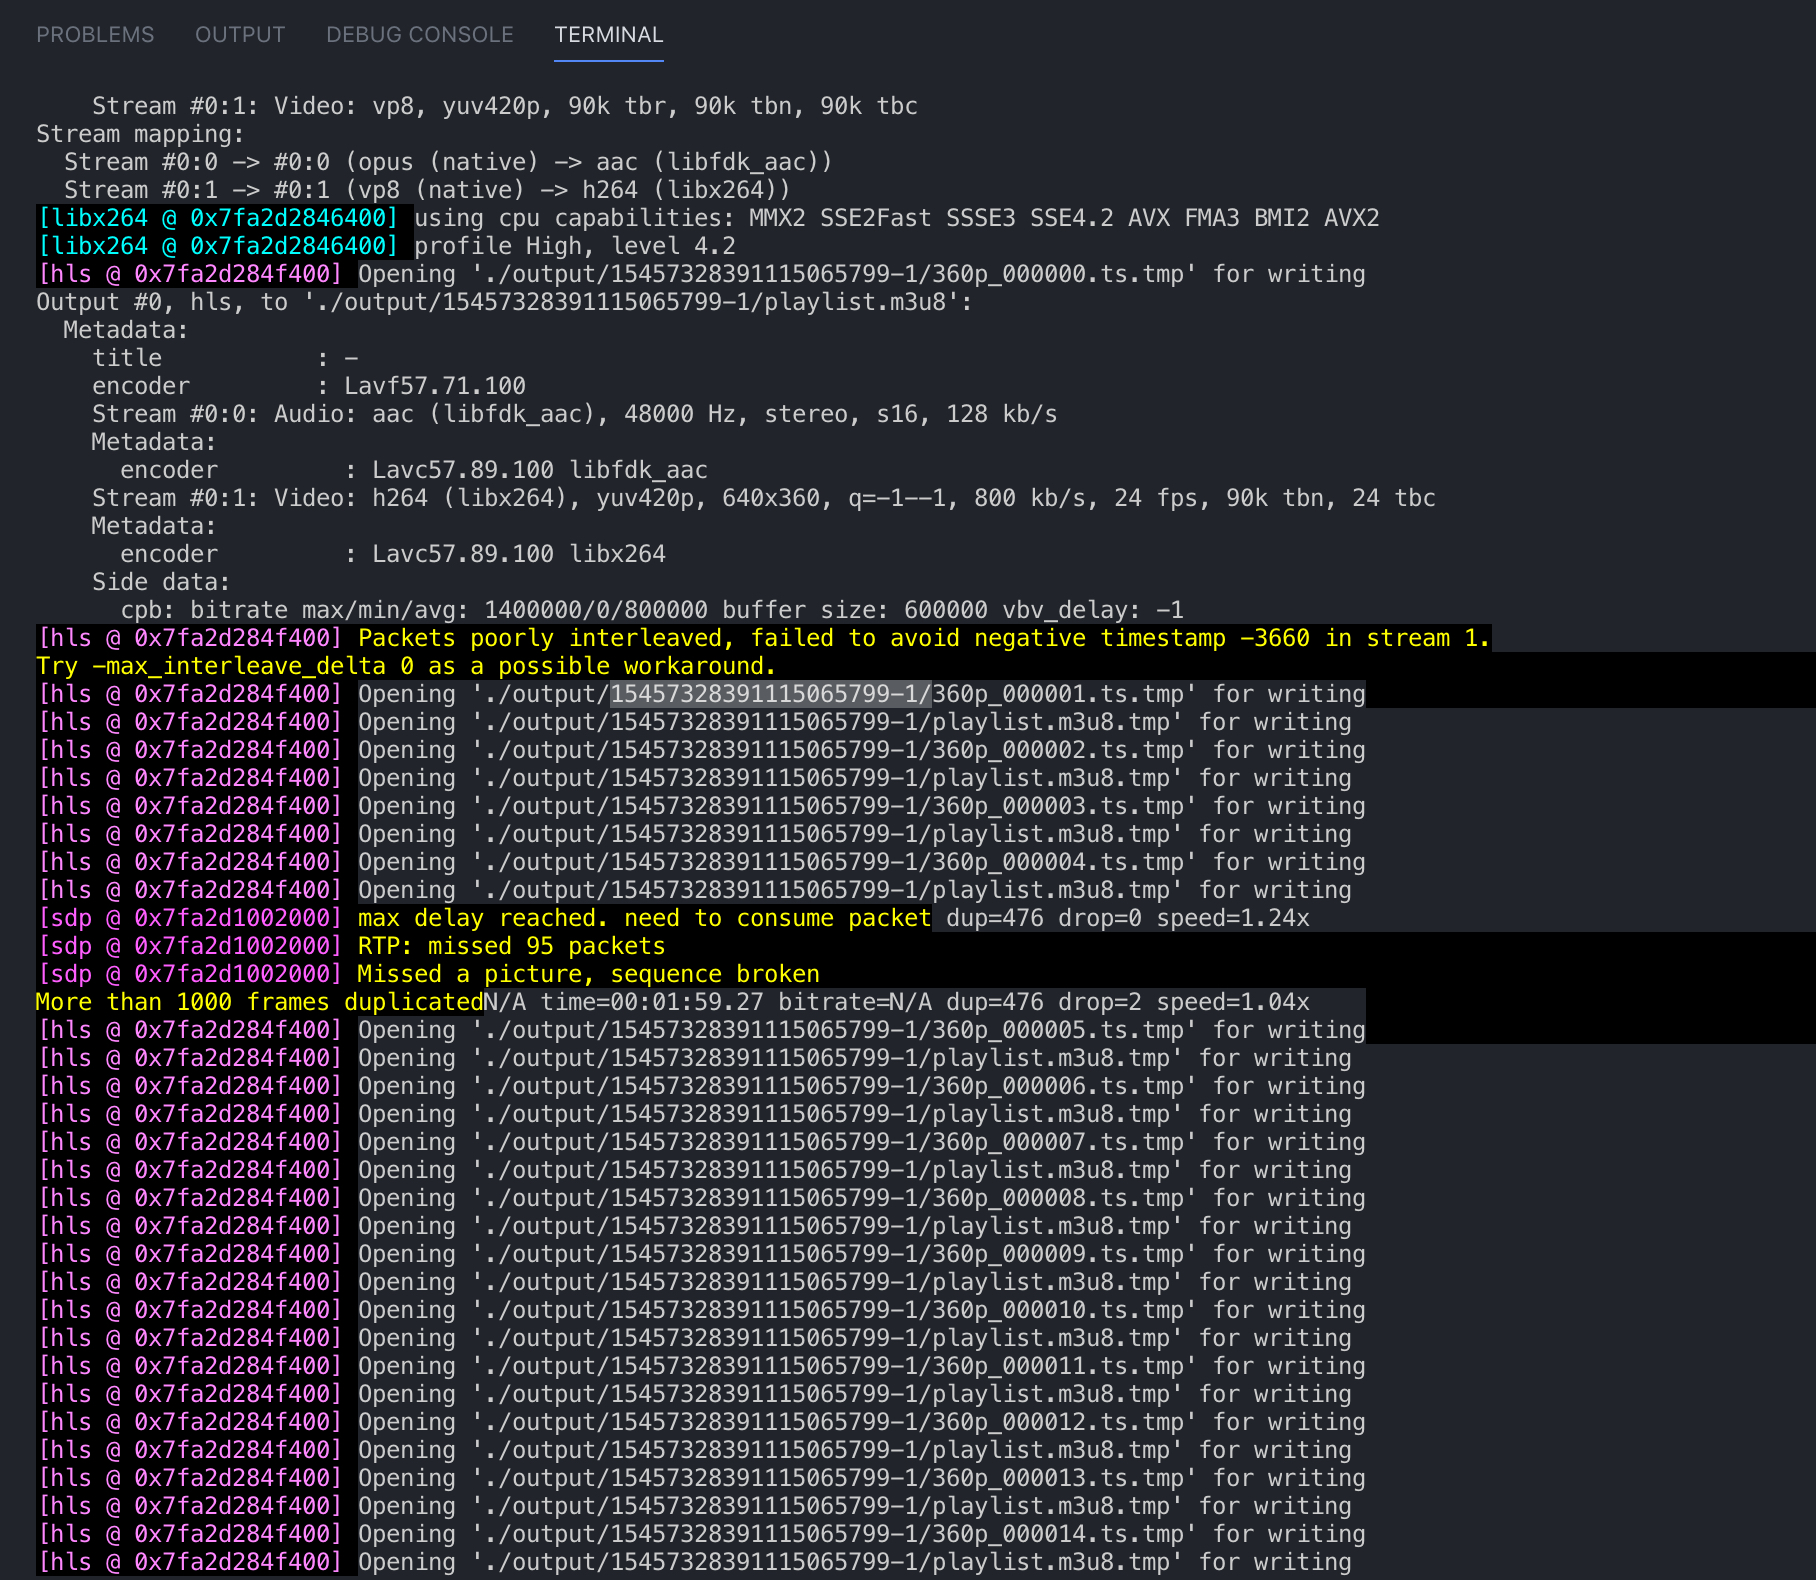 PROBLEMS OUTPUT DEBUG CONSOLE TERMINAL
Stream #0:1: Video: vp8, yuv420p, 90k tbr, 90k tbn, 90k tbc
Stream mapping:
Stream #0:0 -> #0:0 (opus (native) -> aac (libfdk_aac))
Stream #0:1 -> #0:1 (vp8 (native) -> h264 (libx264))
[libx264 @ 0x7fa2d2846400] using cpu capabilities: MMX2 SSE2Fast SSSE3 SSE4.2 AVX FMA3 BMI2 AVX2
[libx264 @ 0x7fa2d2846400] profile High, level 4.2
[hls @ 0x7fa2d284f400] Opening './output/15457328391115065799-1/360p_000000.ts.tmp' for writing
Output #0, hls, to './output/15457328391115065799-1/playlist.m3u8':
Metadata:
title : -
encoder : Lavf57.71.100
Stream #0:0: Audio: aac (libfdk_aac), 48000 Hz, stereo, s16, 128 kb/s
Metadata:
encoder : Lavc57.89.100 libfdk_aac
Stream #0:1: Video: h264 (libx264), yuv420p, 640x360, q=-1--1, 800 kb/s, 24 fps, 90k tbn, 24 tbc
Metadata:
encoder : Lavc57.89.100 libx264
Side data:
cpb: bitrate max/min/avg: 1400000/0/800000 buffer size: 600000 vbv_delay: -1
[hls @ 0x7fa2d284f400] Packets poorly interleaved, failed to avoid negative timestamp -3660 in stream 1.
Try -max_interleave_delta 0 as a possible workaround.
[hls @ 0x7fa2d284f400] Opening './output/15457328391115065799-1/360p_000001.ts.tmp' for writing
[hls @ 0x7fa2d284f400] Opening './output/15457328391115065799-1/playlist.m3u8.tmp' for writing
[hls @ 0x7fa2d284f400] Opening './output/15457328391115065799-1/360p_000002.ts.tmp' for writing
[hls @ 0x7fa2d284f400] Opening './output/15457328391115065799-1/playlist.m3u8.tmp' for writing
[hls @ 0x7fa2d284f400] Opening './output/15457328391115065799-1/360p_000003.ts.tmp' for writing
[hls @ 0x7fa2d284f400] Opening './output/15457328391115065799-1/playlist.m3u8.tmp' for writing
[hls @ 0x7fa2d284f400] Opening './output/15457328391115065799-1/360p_000004.ts.tmp' for writing
[hls @ 0x7fa2d284f400] Opening './output/15457328391115065799-1/playlist.m3u8.tmp' for writing
[sdp @ 0x7fa2d1002000] max delay reached. need to consume packet dup=476 drop=0 speed=1.24x
[sdp @ 0x7fa2d1002000] RTP: missed 95 packets
[sdp @ 0x7fa2d1002000] Missed a picture, sequence broken
More than 1000 frames duplicatedN/A time=00:01:59.27 bitrate=N/A dup=476 drop=2 speed=1.04x
[hls @ 0x7fa2d284f400] Opening './output/15457328391115065799-1/360p_000005.ts.tmp' for writing
[hls @ 0x7fa2d284f400] Opening './output/15457328391115065799-1/playlist.m3u8.tmp' for writing
[hls @ 0x7fa2d284f400] Opening './output/15457328391115065799-1/360p_000006.ts.tmp' for writing
[hls @ 0x7fa2d284f400] Opening './output/15457328391115065799-1/playlist.m3u8.tmp' for writing
[hls @ 0x7fa2d284f400] Opening './output/15457328391115065799-1/360p_000007.ts.tmp' for writing
[hls @ 0x7fa2d284f400] Opening './output/15457328391115065799-1/playlist.m3u8.tmp' for writing
[hls @ 0x7fa2d284f400] Opening './output/15457328391115065799-1/360p_000008.ts.tmp' for writing
[hls @ 0x7fa2d284f400] Opening './output/15457328391115065799-1/playlist.m3u8.tmp' for writing
[hls @ 0x7fa2d284f400] Opening './output/15457328391115065799-1/360p_000009.ts.tmp' for writing
[hls @ 0x7fa2d284f400] Opening './output/15457328391115065799-1/playlist.m3u8.tmp' for writing
[hls @ 0x7fa2d284f400] Opening './output/15457328391115065799-1/360p_000010.ts.tmp' for writing
[hls @ 0x7fa2d284f400] Opening './output/15457328391115065799-1/playlist.m3u8.tmp' for writing
[hls @ 0x7fa2d284f400] Opening './output/15457328391115065799-1/360p_000011.ts.tmp' for writing
[hls @ 0x7fa2d284f400] Opening './output/15457328391115065799-1/playlist.m3u8.tmp' for writing
[hls @ 0x7fa2d284f400] Opening './output/15457328391115065799-1/360p_000012.ts.tmp' for writing
[hls @ 0x7fa2d284f400] Opening './output/15457328391115065799-1/playlist.m3u8.tmp' for writing
[hls @ 0x7fa2d284f400] Opening './output/15457328391115065799-1/360p_000013.ts.tmp' for writing
[hls @ 0x7fa2d284f400] Opening './output/15457328391115065799-1/playlist.m3u8.tmp' for writing
[hls @ 0x7fa2d284f400] Opening './output/15457328391115065799-1/360p_000014.ts.tmp' for writing
[hls @ 0x7fa2d284f400] Opening './output/15457328391115065799-1/playlist.m3u8.tmp' for writing